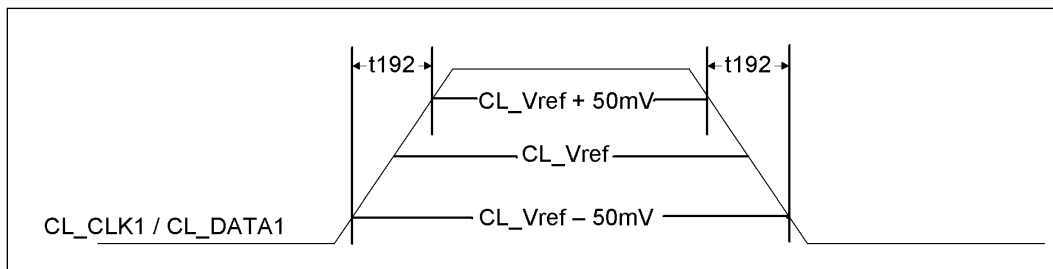 t192 t192
CL_Vref + 50mV
CL_Vref
CL_Vref – 50mV
CL_CLK1 / CL_DATA1